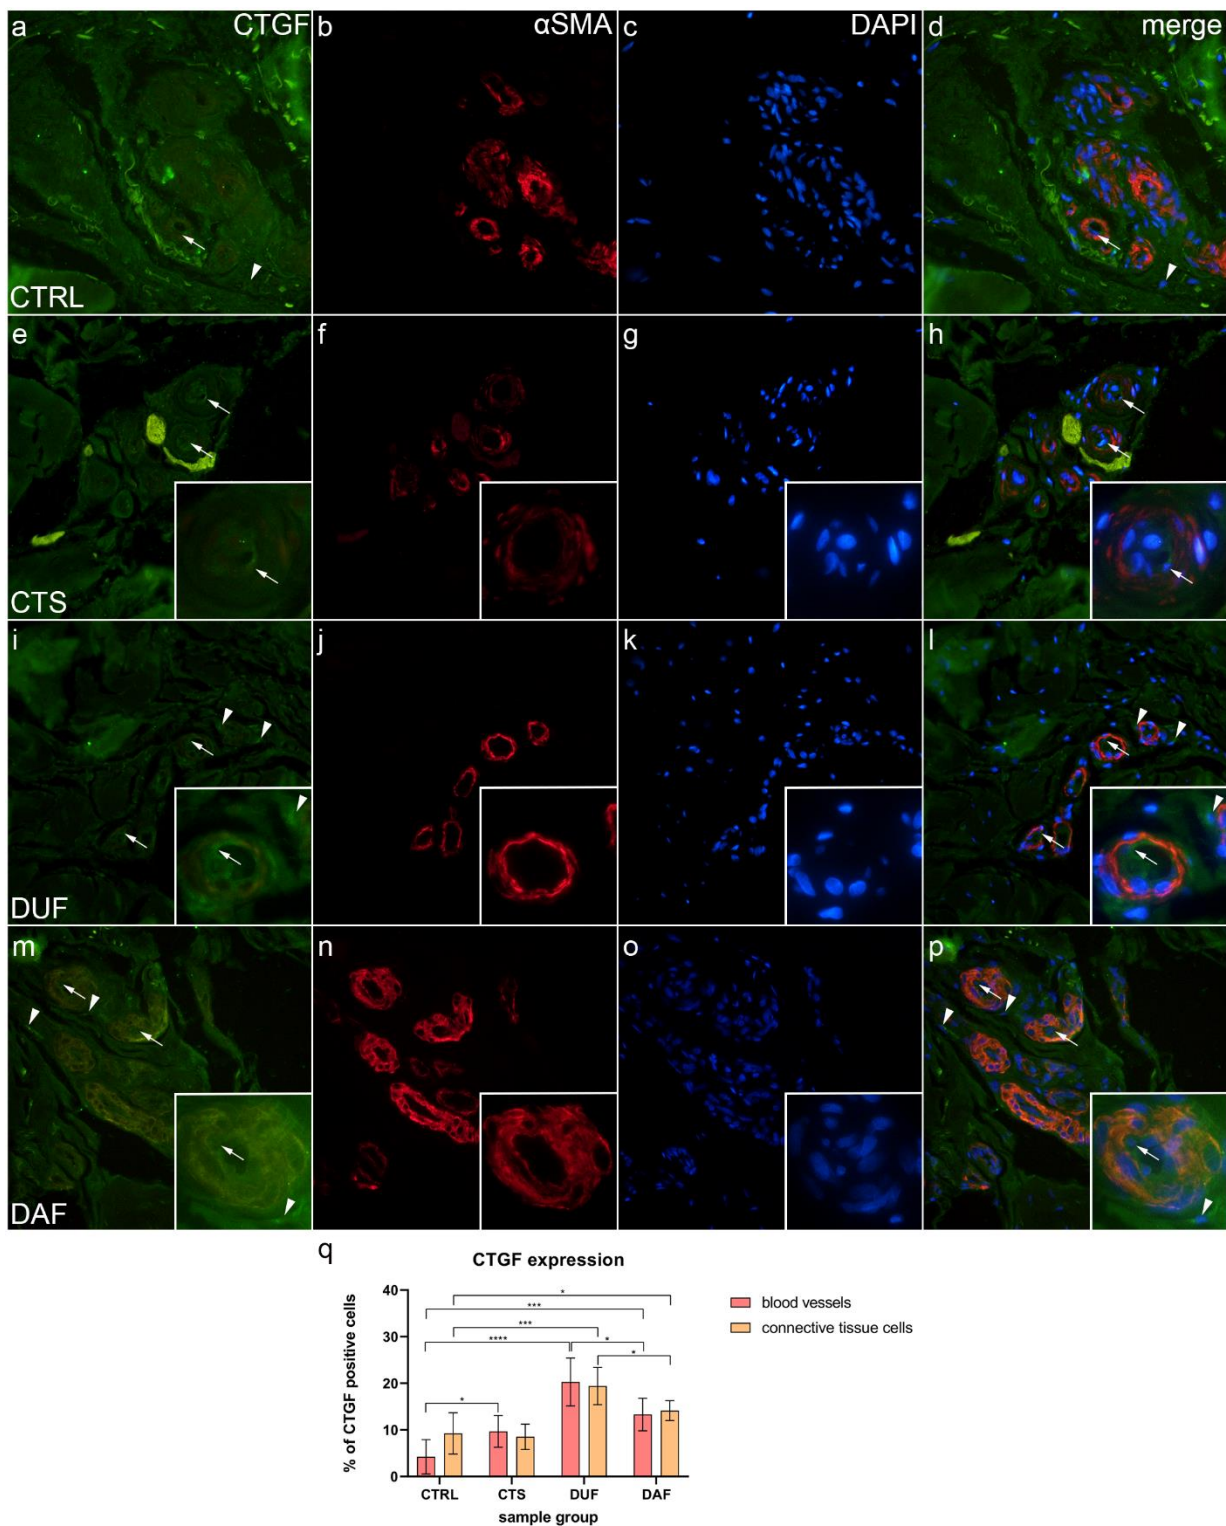 a CTGF b αSMA c DAPI d merge
CTRL
e f g h
CTS
i j k l
DUF
m n o p
DAF
q
CTGF expression
% of CTGF positive cells
40
30
20
10
0
*
***
***
****
*
*
*
CTRL CTS DUF DAF
sample group
blood vessels
connective tissue cells